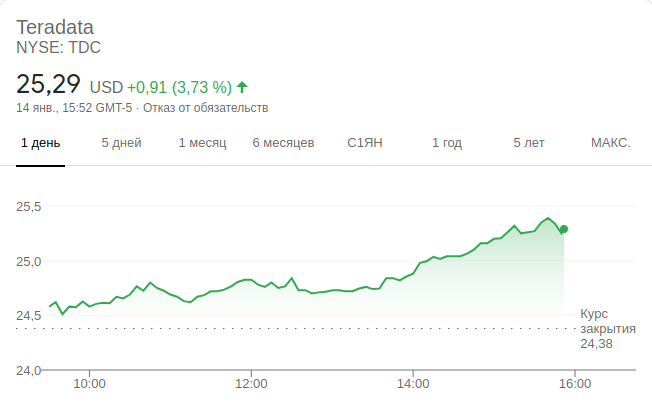 Teradata
NYSE: TDC
25,29 USD +0,91 (3,73 %)
14 янв., 15:52 GMT-5 · Отказ от обязательств
1 день 5 дней 1 месяц 6 месяцев С1ЯН 1 год 5 лет МАКС.
25,5
25,0
24,5
Курс
закрытия
24,38
24,0
10:00 12:00 14:00 16:00